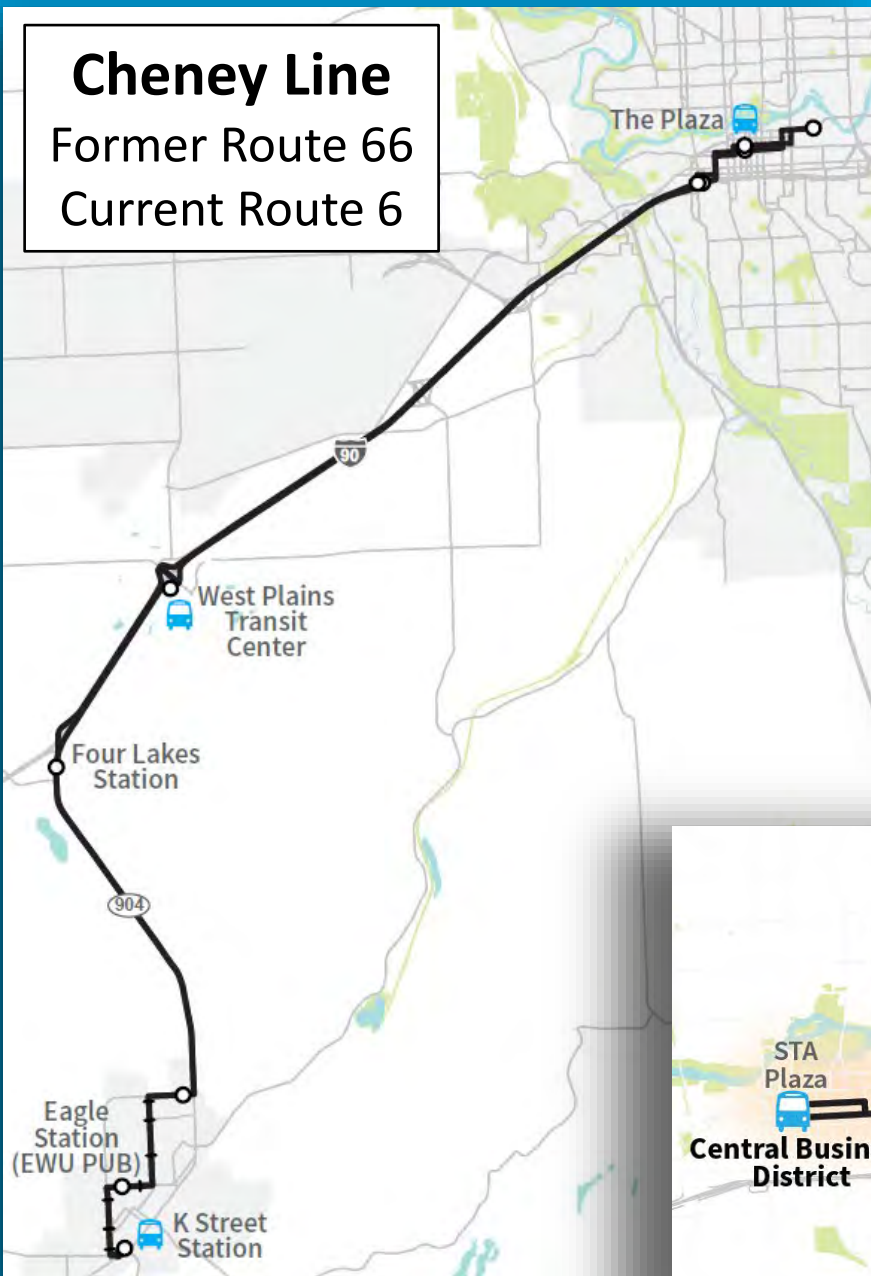 Cheney Line
Former Route 66
Current Route 6
The Plaza
90
West Plains
Transit
Center
Four Lakes
Station
904
Eagle
Station
(EWU PUB)
K Street
Station
STA
Plaza
Central Busin
District